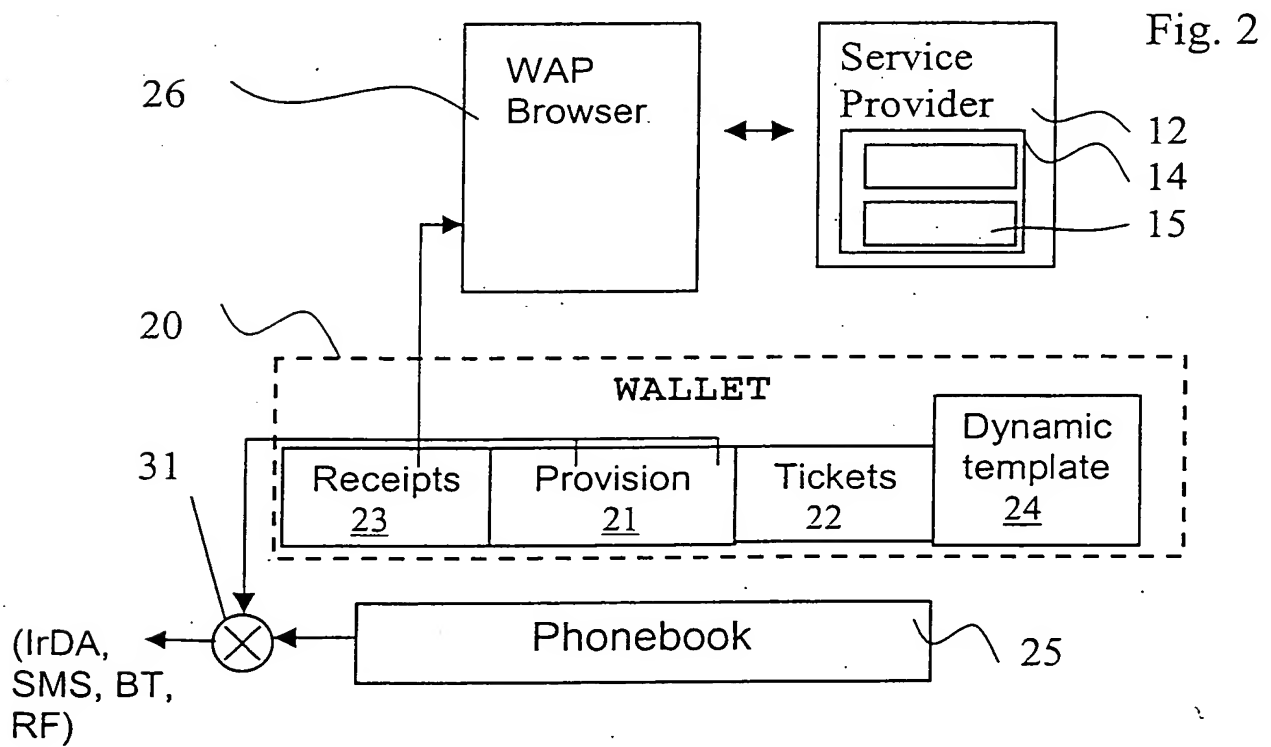 Fig. 2
WAP
Browser
Service
Provider
26
12
14
15
20
WALLET
31
Receipts
23
Provision
21
Tickets
22
Dynamic
template
24
Phonebook
25
(IrDA,
SMS, BT,
RF)